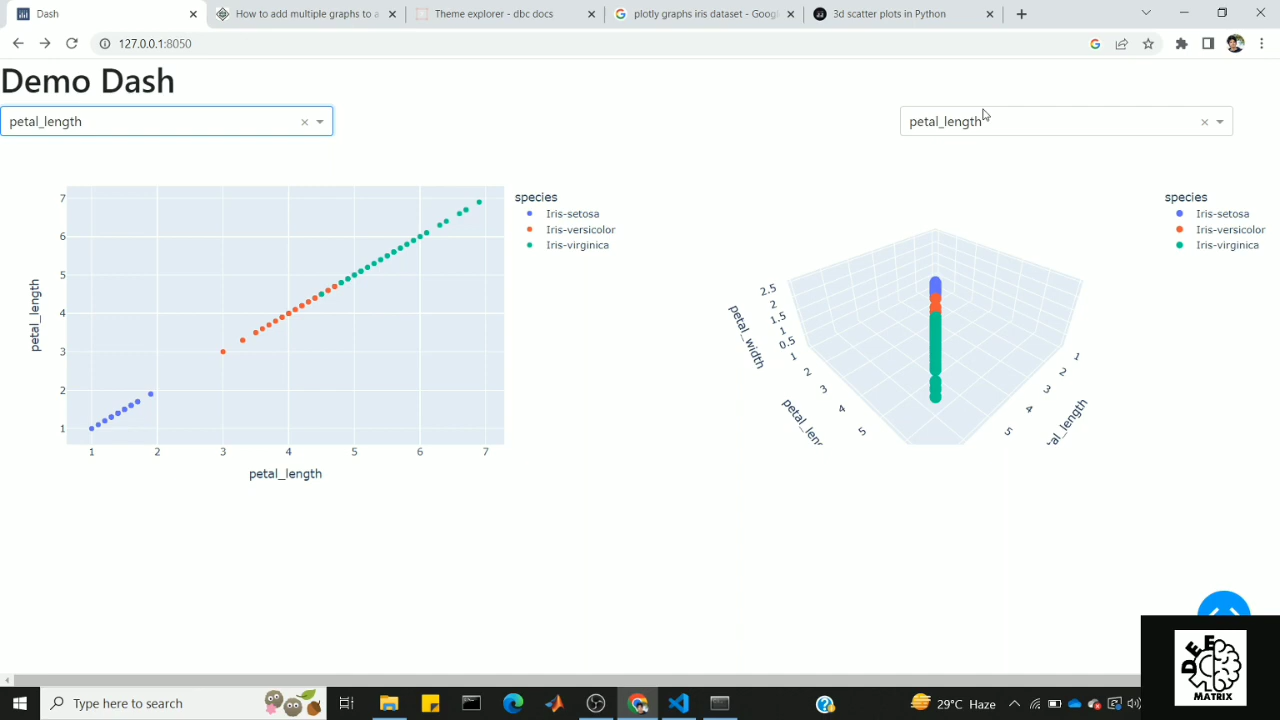 Dash
How to add multiple graphs to a
Theme explorer - dbc docs
plotly graphs iris dataset - Googl
3d scatter plots in Python
127.0.0.1:8050
Demo Dash
petal_length
petal_length
7
6
5
4
3
2
1
petal_length
1
2
3
4
5
6
7
petal_length
species
Iris-setosa
Iris-versicolor
Iris-virginica
2.5
2
1.5
1
0.5
petal_width
1
2
3
4
5
petal_len
1
2
3
4
5
al_length
species
Iris-setosa
Iris-versicolor
Iris-virginica
DEE
MATRIX
Type here to search
29°C Haze